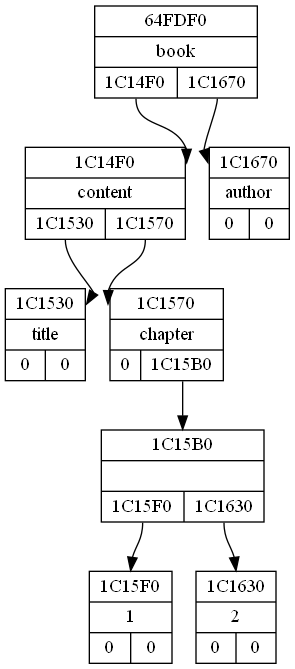 64FDF0
book
1C14F0 1C1670
1C14F0
content
1C1530 1C1570
1C1670
author
0 0
1C1530
title
0 0
1C1570
chapter
0 1C15B0
1C15B0
1C15F0 1C1630
1C15F0
1
0 0
1C1630
2
0 0